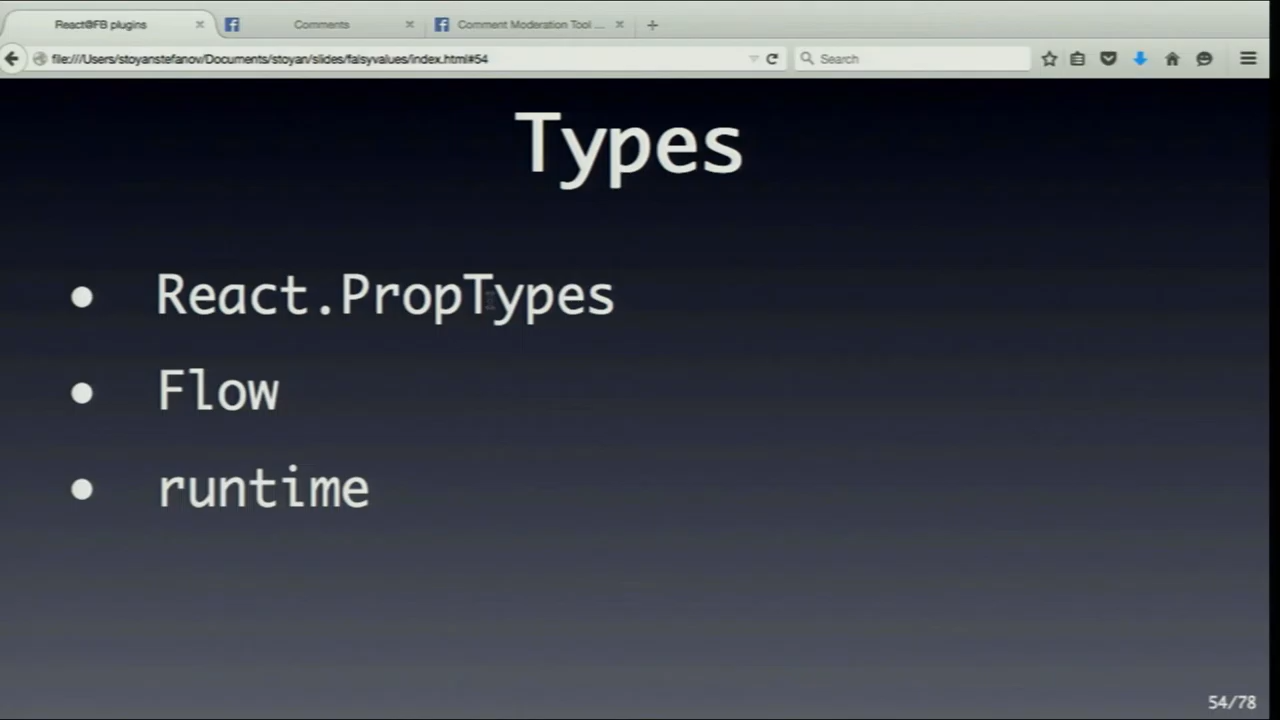 React@FB plugins
Comments
Comment Moderation Tool ...
file:///Users/stoyanstefanov/Documents/stoyan/slides/falsyvalues/index.html#54
Search
Types
• React.PropTypes
• Flow
• runtime
54/78